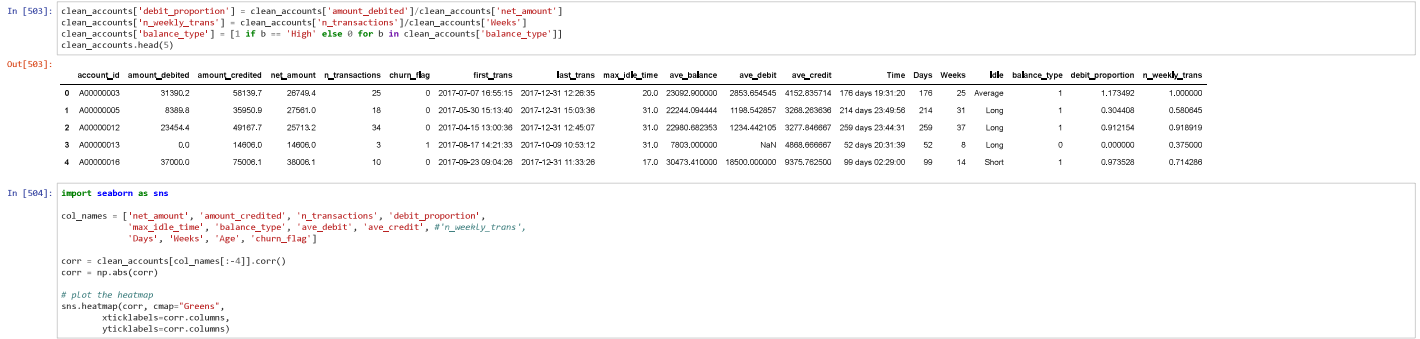 In [503]: clean_accounts['debit_proportion'] = clean_accounts['amount_debited']/clean_accounts['net_amount']
clean_accounts['n_weekly_trans'] = clean_accounts['n_transactions']/clean_accounts['Weeks']
clean_accounts['balance_type'] = [1 if b == 'High' else 0 for b in clean_accounts['balance_type']]
clean_accounts.head(5)
Out[503]:
account_id amount_debited amount_credited net_amount n_transactions churn_flag first_trans last_trans max_idle_time ave_balance ave_debit ave_credit Time Days Weeks Idle balance_type debit_proportion n_weekly_trans
0 A00000003 31390.2 58139.7 26749.4 25 0 2017-07-07 16:55:15 2017-12-31 12:26:35 20.0 23092.900000 2853.654545 4152.835714 176 days 19:31:20 176 25 Average 1 1.173492 1.000000
1 A00000005 8389.8 35950.9 27561.0 18 0 2017-05-30 15:13:40 2017-12-31 15:03:36 31.0 22244.094444 1198.542857 3268.263636 214 days 23:49:56 214 31 Long 1 0.304408 0.580645
2 A00000012 23454.4 49167.7 25713.2 34 0 2017-04-15 13:00:36 2017-12-31 12:45:07 31.0 22980.682353 1234.442105 3277.846667 259 days 23:44:31 259 37 Long 1 0.912154 0.918919
3 A00000013 0.0 14606.0 14606.0 3 1 2017-08-17 14:21:33 2017-10-09 10:53:12 31.0 7803.000000 NaN 4868.666667 52 days 20:31:39 52 8 Long 0 0.000000 0.375000
4 A00000016 37000.0 75006.1 38006.1 10 0 2017-09-23 09:04:26 2017-12-31 11:33:26 17.0 30473.410000 18500.000000 9375.762500 99 days 02:29:00 99 14 Short 1 0.973528 0.714286
In [504]: import seaborn as sns
col_names = ['net_amount', 'amount_credited', 'n_transactions', 'debit_proportion',
'max_idle_time', 'balance_type', 'ave_debit', 'ave_credit', #'n_weekly_trans',
'Days', 'Weeks', 'Age', 'churn_flag']
corr = clean_accounts[col_names[:-4]].corr()
corr = np.abs(corr)
# plot the heatmap
sns.heatmap(corr, cmap="Greens",
xticklabels=corr.columns,
yticklabels=corr.columns)